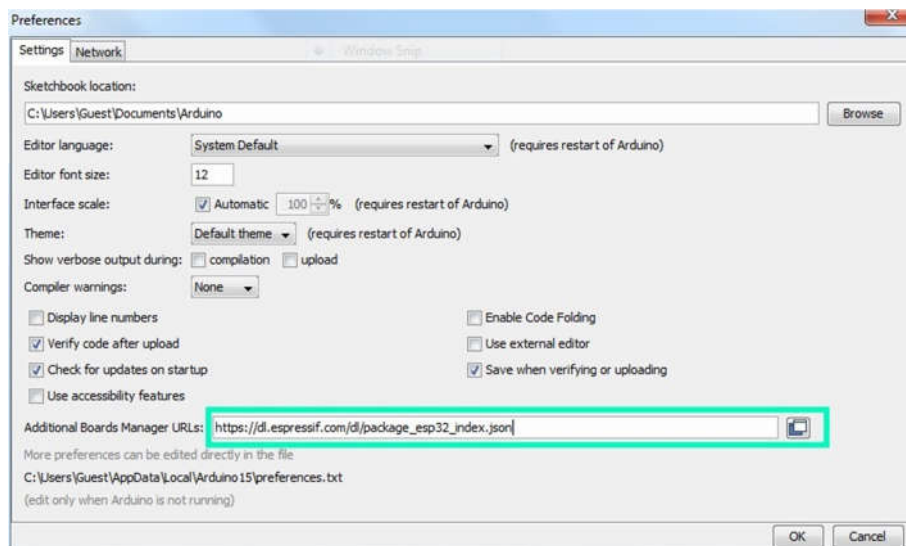 Preferences
Settings Network
Window Snip
Sketchbook location:
C:\Users\Guest\Documents\Arduino Browse
Editor language: System Default (requires restart of Arduino)
Editor font size: 12
Interface scale: Automatic 100 % (requires restart of Arduino)
Theme: Default theme (requires restart of Arduino)
Show verbose output during: compilation upload
Compiler warnings: None
Display line numbers Enable Code Folding
Verify code after upload Use external editor
Check for updates on startup Save when verifying or uploading
Use accessibility features
Additional Boards Manager URLs: https://dl.espressif.com/dl/package_esp32_index.json
More preferences can be edited directly in the file
C:\Users\Guest\AppData\Local\Arduino15\preferences.txt
(edit only when Arduino is not running)
OK Cancel